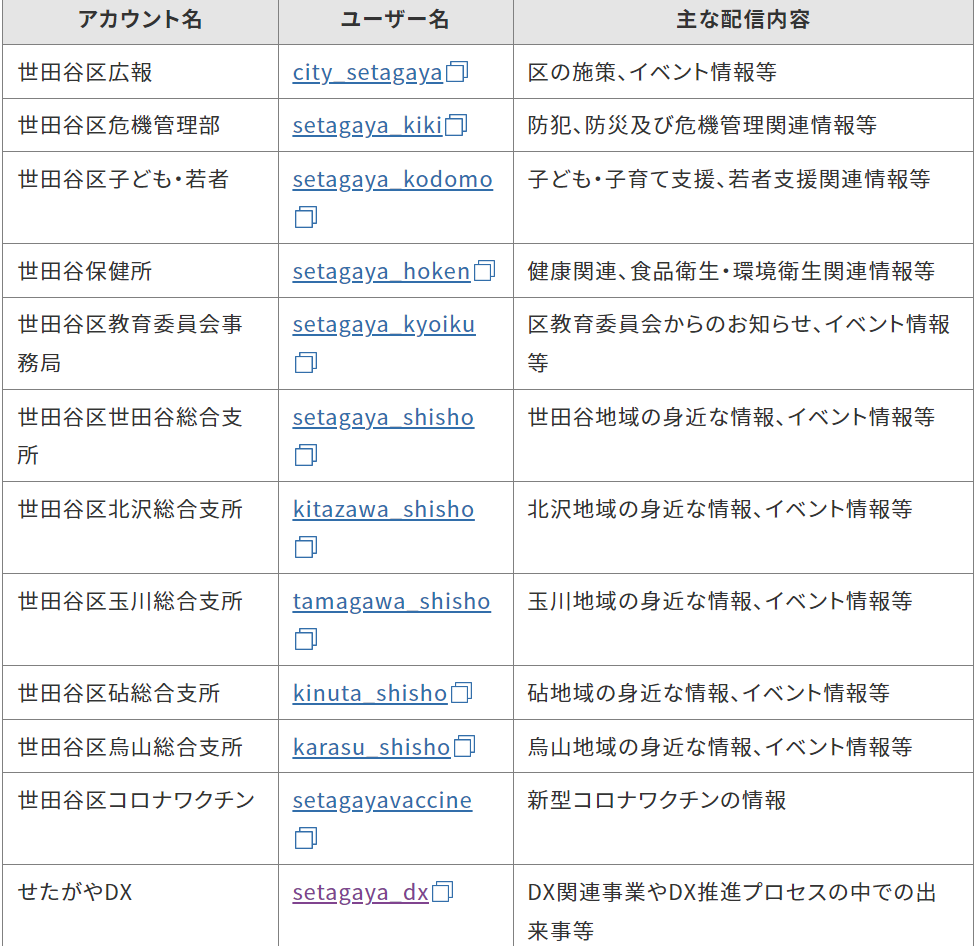 アカウント名 ユーザー名 主な配信内容
世田谷区広報 city_setagaya 区の施策、イベント情報等
世田谷区危機管理部 setagaya_kiki 防犯、防災及び危機管理関連情報等
世田谷区子ども・若者 setagaya_kodomo 子ども・子育て支援、若者支援関連情報等
世田谷保健所 setagaya_hoken 健康関連、食品衛生・環境衛生関連情報等
世田谷区教育委員会事 setagaya_kyoiku 区教育委員会からのお知らせ、イベント情報
務局 等
世田谷区世田谷総合支 setagaya_shisho 世田谷地域の身近な情報、イベント情報等
所
世田谷区北沢総合支所 kitazawa_shisho 北沢地域の身近な情報、イベント情報等
世田谷区玉川総合支所 tamagawa_shisho 玉川地域の身近な情報、イベント情報等
世田谷区砧総合支所 kinuta_shisho 砧地域の身近な情報、イベント情報等
世田谷区烏山総合支所 karasu_shisho 烏山地域の身近な情報、イベント情報等
世田谷区コロナワクチン setagayavaccine 新型コロナワクチンの情報
せたがやDX setagaya_dx DX関連事業やDX推進プロセスの中での出
来事等